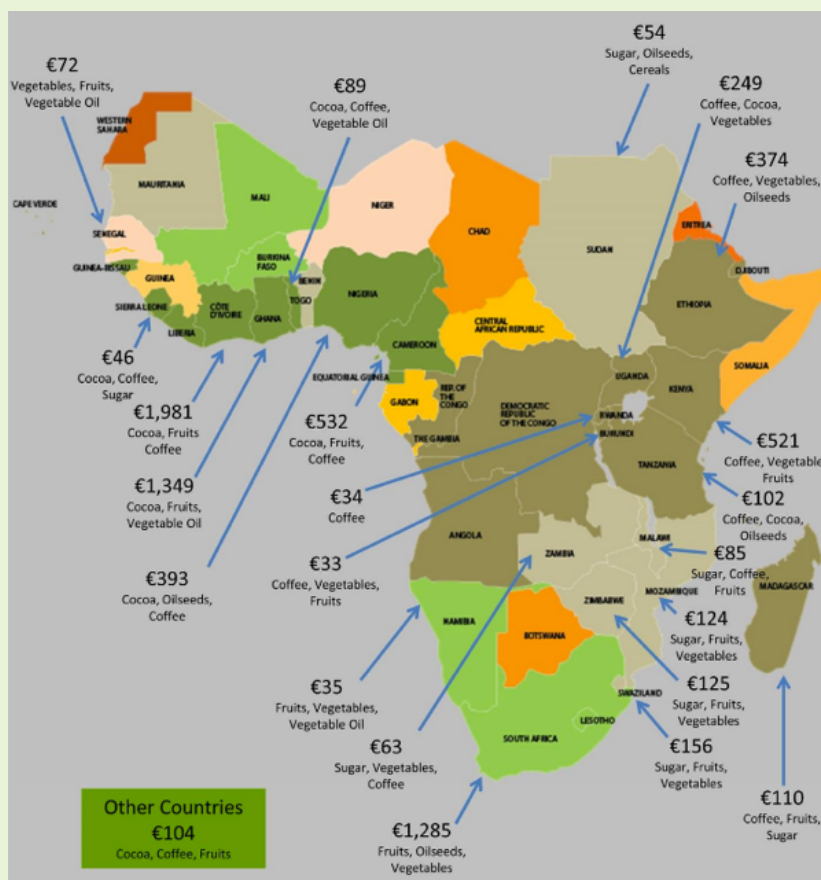 €54
Sugar, Oilseeds,
Cereals
€72
Vegetables, Fruits,
Vegetable Oil
€89
Cocoa, Coffee,
Vegetable Oil
€249
Coffee, Cocoa,
Vegetables
€374
Coffee, Vegetables,
Oilseeds
WESTERN
SAHARA
MAURITANIA
MALI
NIGER
CHAD
SUDAN
ERITREA
CAPE VERDE
SENEGAL
GUINEA-BISSAU
GUINEA
BURKINA
FASO
BENIN
DJIBOUTI
SIERRA LEONE
LIBERIA
CÔTE
D'IVOIRE
GHANA
TOGO
NIGERIA
ETHIOPIA
CENTRAL
AFRICAN REPUBLIC
CAMEROON
SOMALIA
EQUATORIAL GUINEA
GABON
REP. OF
THE
CONGO
DEMOCRATIC
REPUBLIC
OF THE CONGO
UGANDA
KENYA
RWANDA
BURUNDI
THE GAMBIA
TANZANIA
€46
Cocoa, Coffee,
Sugar
€1,981
Cocoa, Fruits
Coffee
€532
Cocoa, Fruits,
Coffee
€521
Coffee, Vegetable
Fruits
€1,349
Cocoa, Fruits,
Vegetable Oil
€34
Coffee
€102
Coffee, Cocoa,
Oilseeds
ANGOLA
ZAMBIA
MALAWI
€85
Sugar, Coffee,
Fruits
€393
Cocoa, Oilseeds,
Coffee
€33
Coffee, Vegetables,
Fruits
MADAGASCAR
NAMIBIA
BOTSWANA
ZIMBABWE
MOZAMBIQUE
€124
Sugar, Fruits,
Vegetables
€35
Fruits, Vegetables,
Vegetable Oil
SWAZILAND
€125
Sugar, Fruits,
Vegetables
SOUTH AFRICA
LESOTHO
€63
Sugar, Vegetables,
Coffee
€156
Sugar, Fruits,
Vegetables
€110
Coffee, Fruits,
Sugar
Other Countries
€104
Cocoa, Coffee, Fruits
€1,285
Fruits, Oilseeds,
Vegetables